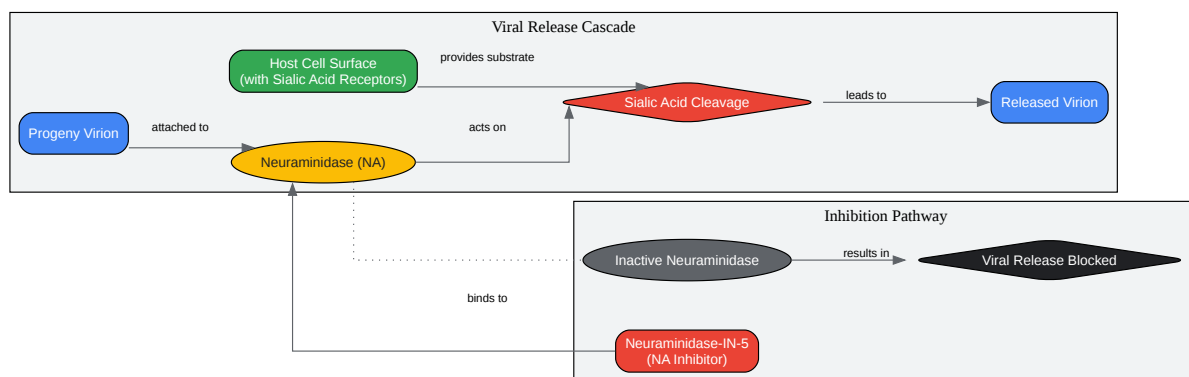 Viral Release Cascade
Host Cell Surface
(with Sialic Acid Receptors)
provides substrate
Sialic Acid Cleavage
leads to
Released Virion
Progeny Virion
attached to
acts on
Neuraminidase (NA)
Inhibition Pathway
Inactive Neuraminidase
results in
Viral Release Blocked
binds to
Neuraminidase-IN-5
(NA Inhibitor)